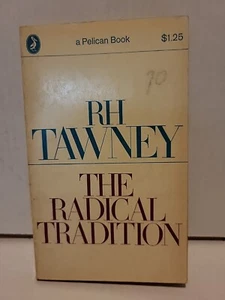 a Pelican Book $1.25
70
RH
TAWNEY
THE
RADICAL
TRADITION